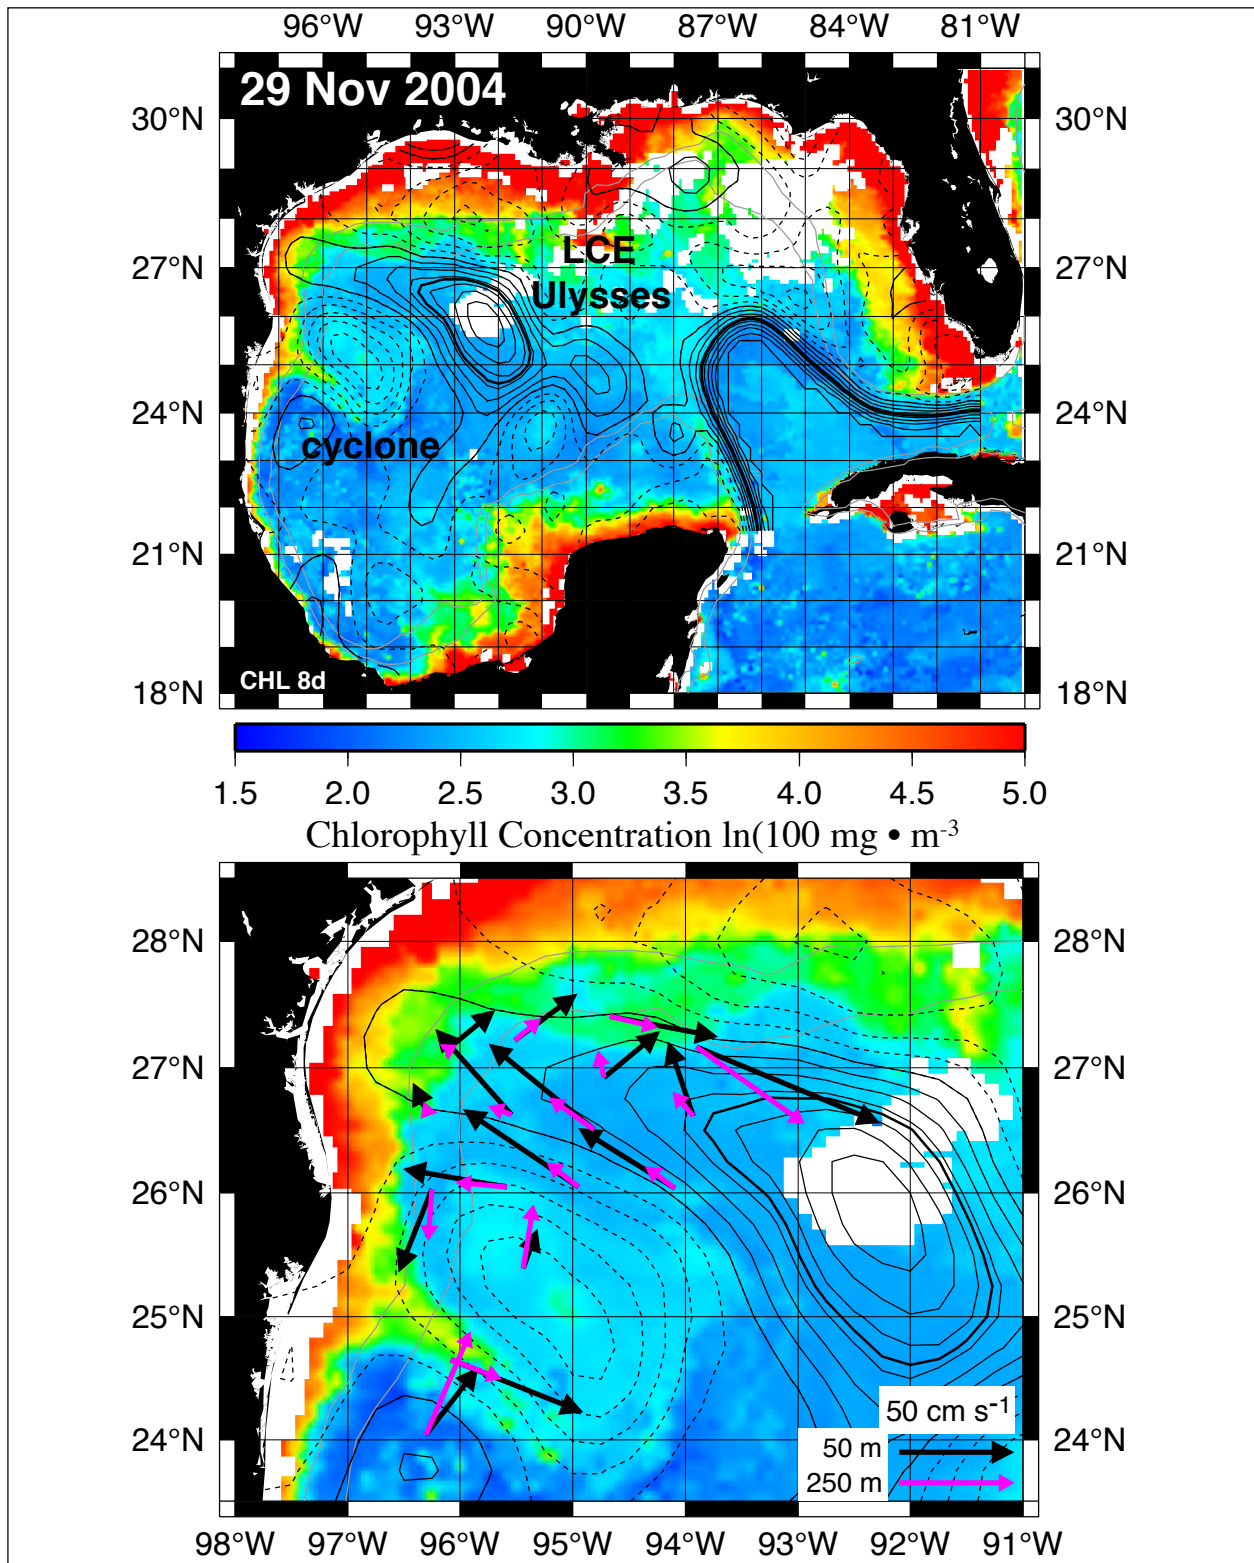 96°W 93°W 90°W 87°W 84°W 81°W
29 Nov 2004
30°N 30°N
LCE
27°N 27°N
Ulysses
24°N 24°N
cyclone
21°N 21°N
CHL 8d
18°N 18°N
1.5 2.0 2.5 3.0 3.5 4.0 4.5 5.0
Chlorophyll Concentration ln(100 mg • m-3
28°N 28°N
27°N 27°N
26°N 26°N
25°N 25°N
50 cm s-1
24°N 50 m 24°N
250 m
98°W 97°W 96°W 95°W 94°W 93°W 92°W 91°W